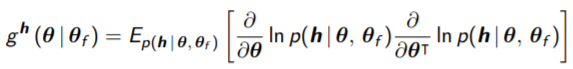 g^h (θ | θ_f) = E_{p(h | θ, θ_f)} [ ∂/∂θ ln p(h | θ, θ_f) ∂/∂θ^⊤ ln p(h | θ, θ_f) ]